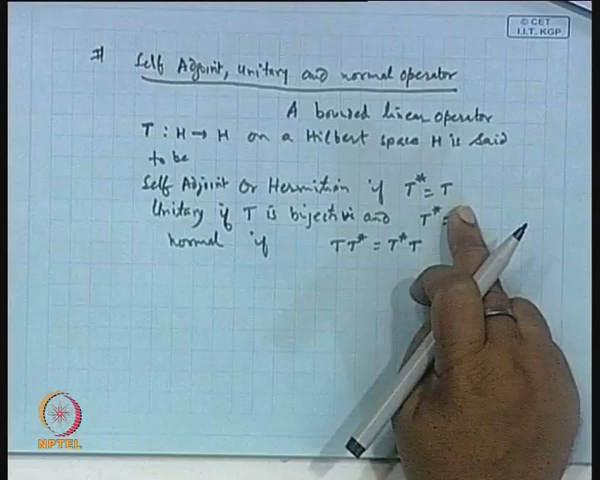 © CET
I.I.T. KGP
# Self Adjoint, Unitary and normal operator
A bounded linear operator
T : H → H on a Hilbert space H is said
to be
Self Adjoint or Hermition if T* = T
Unitary if T is bijective and T* =
normal if TT* = T*T
NPTEL